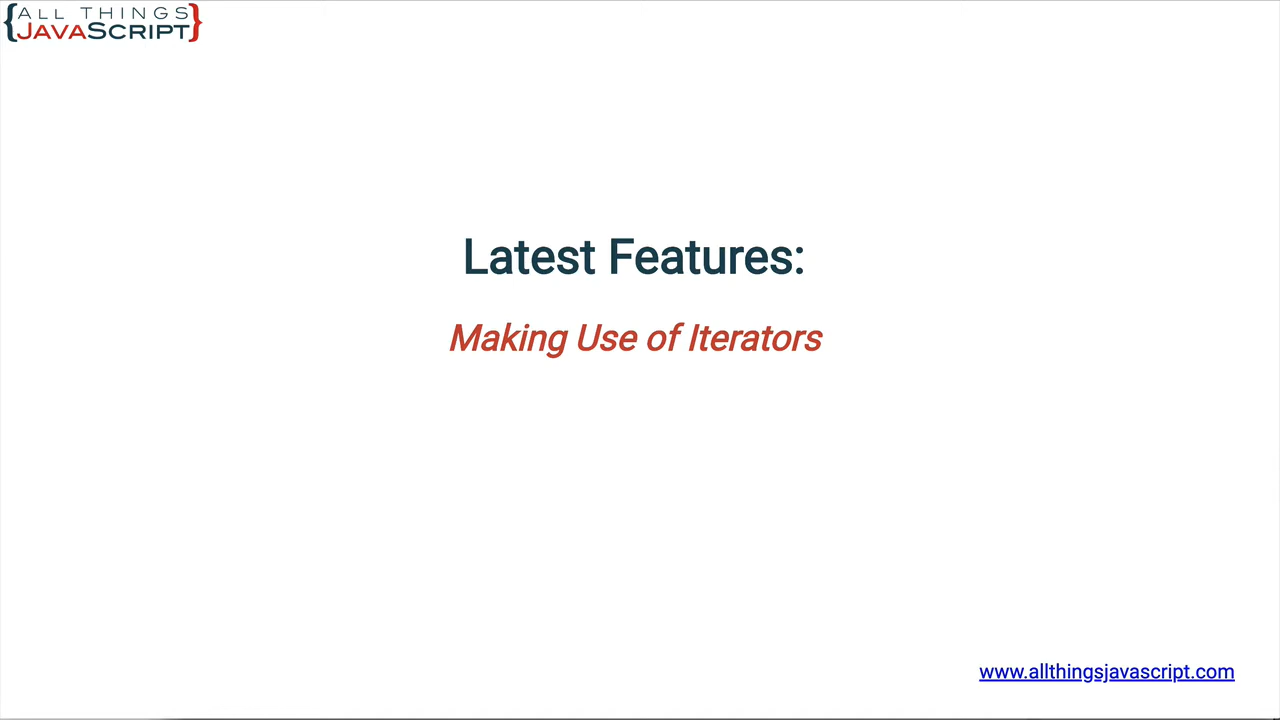 {ALL THINGS
JAVASCRIPT}
Latest Features:
Making Use of Iterators
www.allthingsjavascript.com